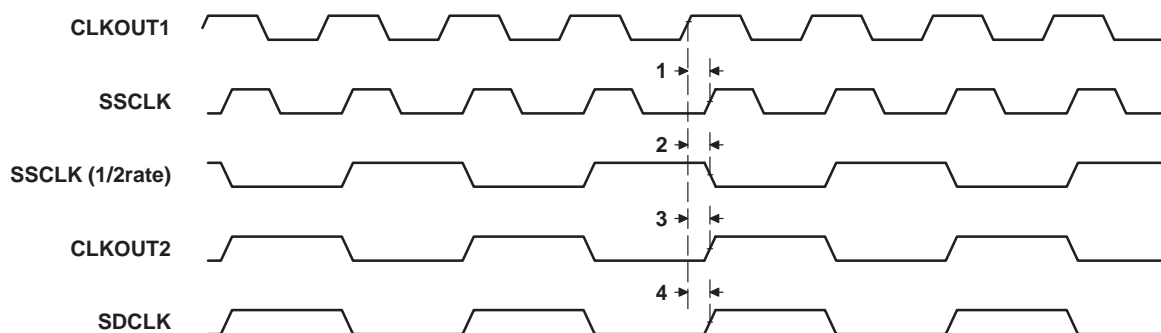 CLKOUT1
1
SSCLK
2
SSCLK (1/2rate)
3
CLKOUT2
4
SDCLK